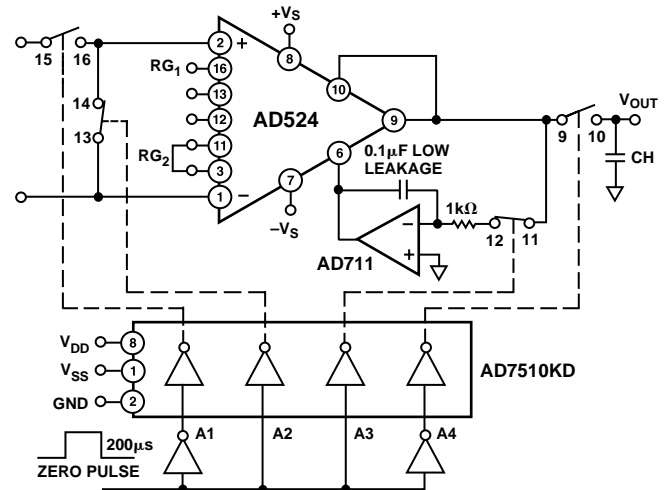 +VS
15
16
2
+
8
RG1
16
10
VOUT
14
13
AD524
9
9
10
12
13
11
6
0.1µF LOW
LEAKAGE
CH
RG2
3
7
1kΩ
1
−
−VS
−
12
11
+
AD711
VDD
8
VSS
1
AD7510KD
GND
2
200µs
A1
A2
A3
A4
ZERO PULSE